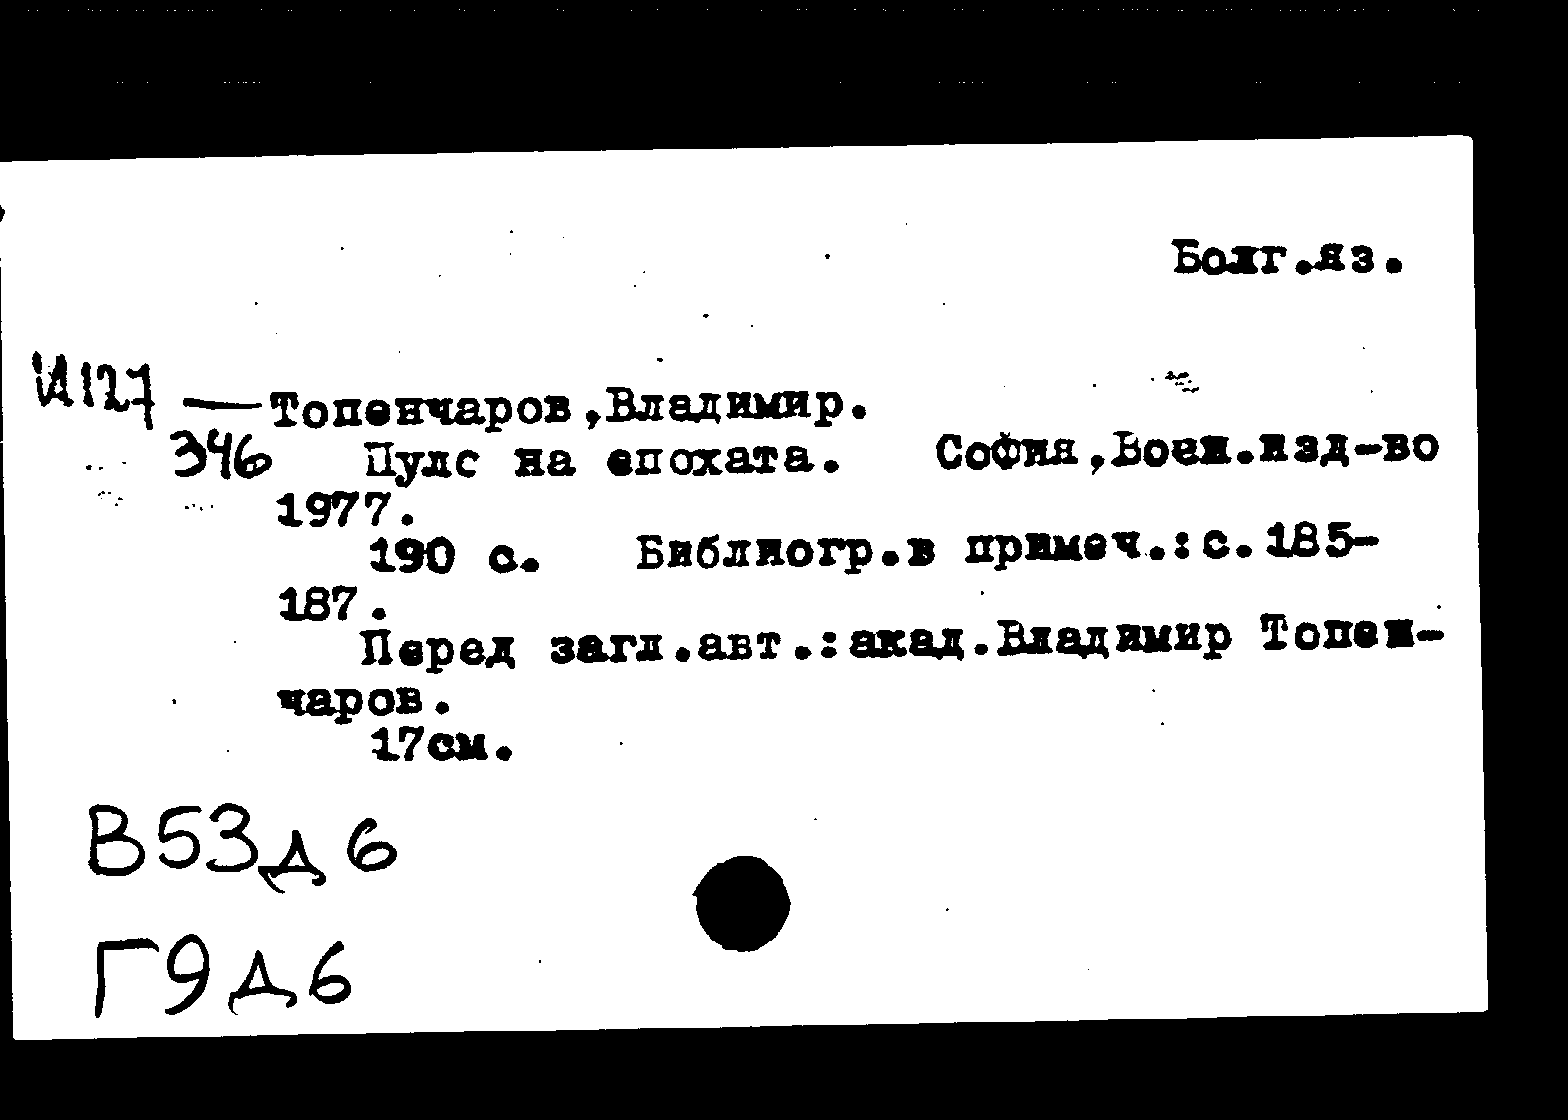 Болг.яз.
И127
—Топенчаров,Владимир.
346
Пулс на епохата. София,Воен.изд-во
1977.
190 с. Библиогр.в примеч.:с.185-
187.
Перед загл.авт.:акад.Владимир Топен-
чаров.
17см.
В53д6
Г9д6